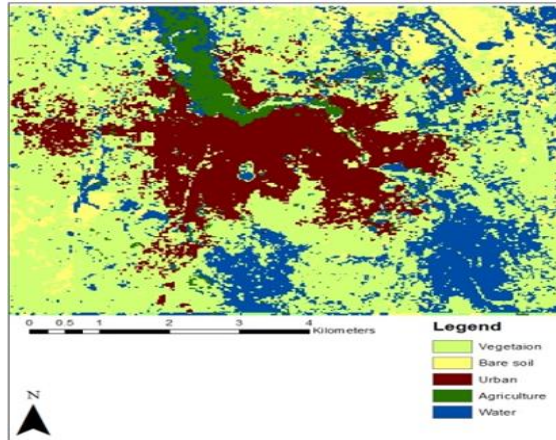 0 0.5 1 2 3 4
Kilometers
N
Legend
Vegetaion
Bare soil
Urban
Agriculture
Water